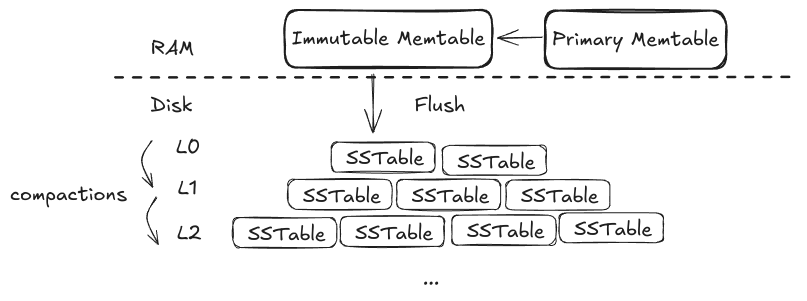 RAM
Immutable Memtable
Primary Memtable
Disk
Flush
L0
SSTable SSTable
compactions
L1
SSTable SSTable SSTable
L2
SSTable SSTable SSTable SSTable
...